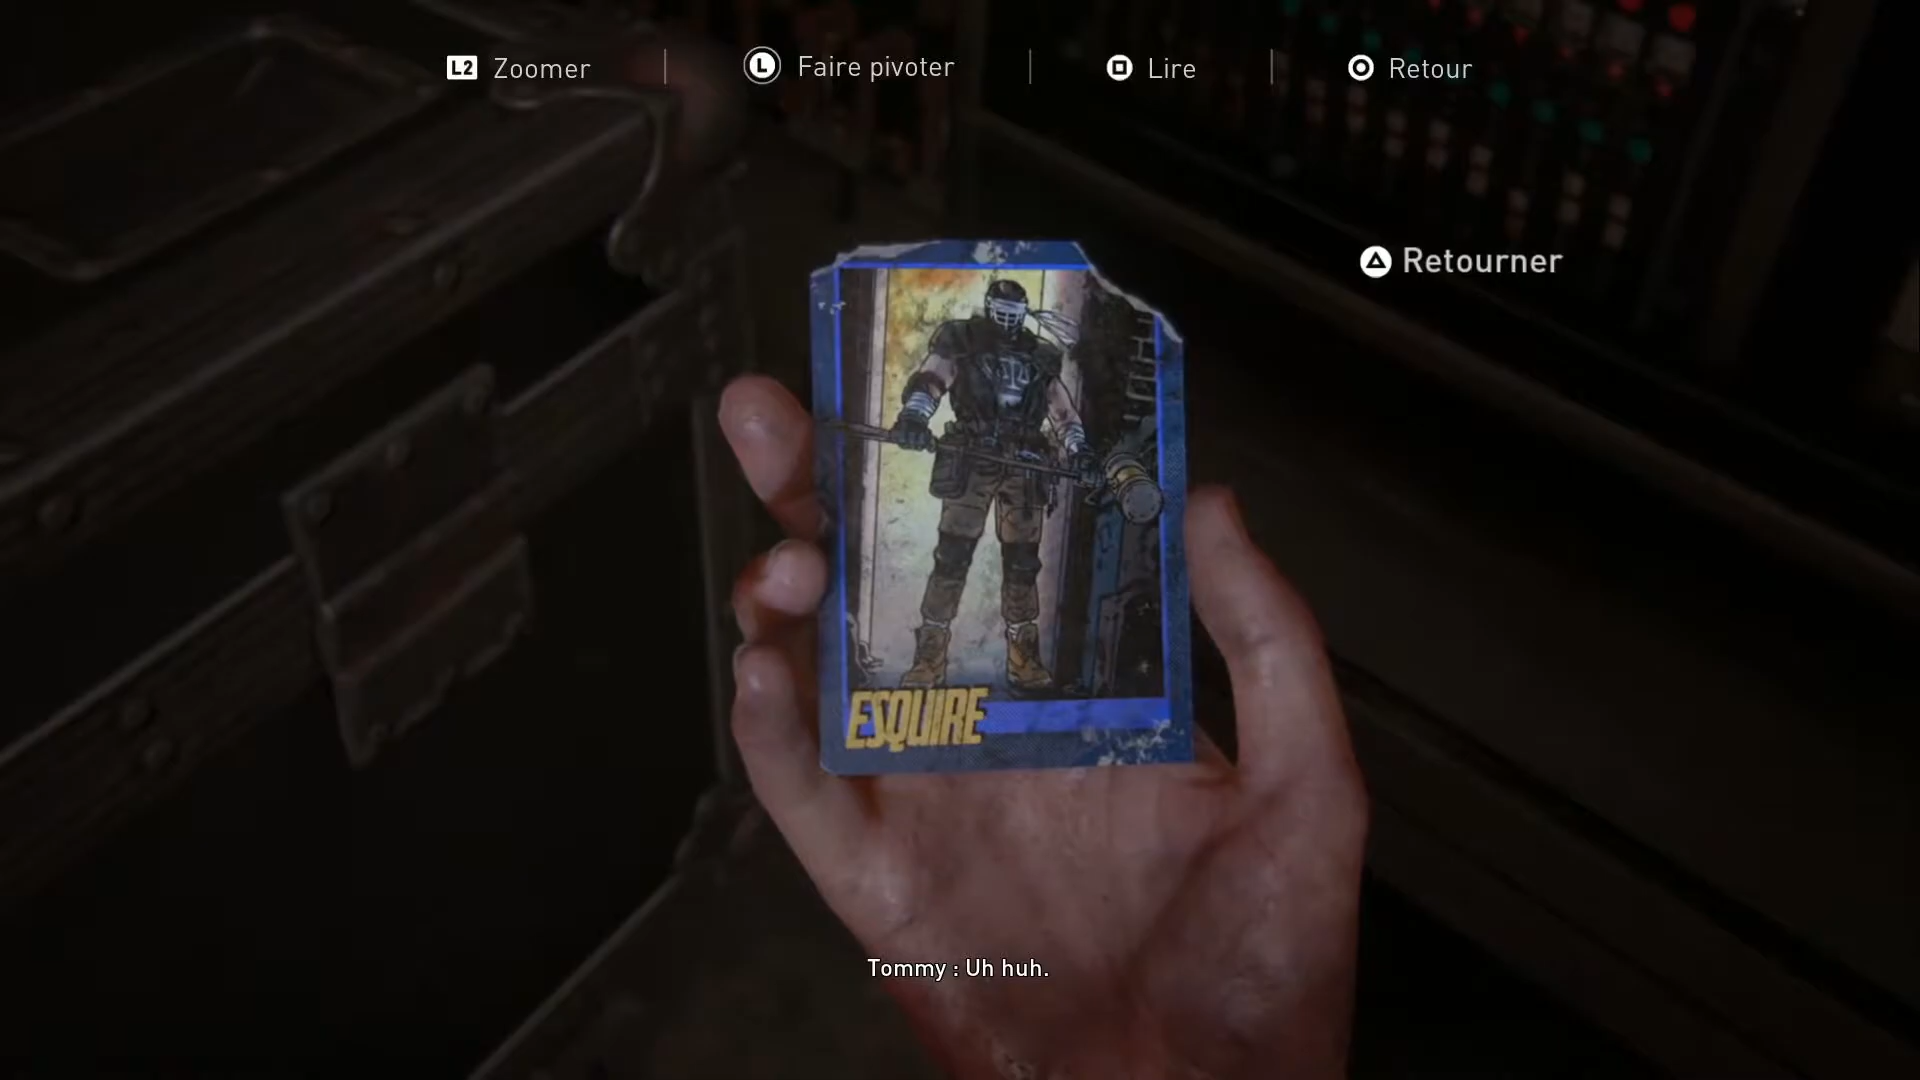 L2 Zoomer
L Faire pivoter
Lire
Retour
Retourner
ESQUIRE
Tommy : Uh huh.